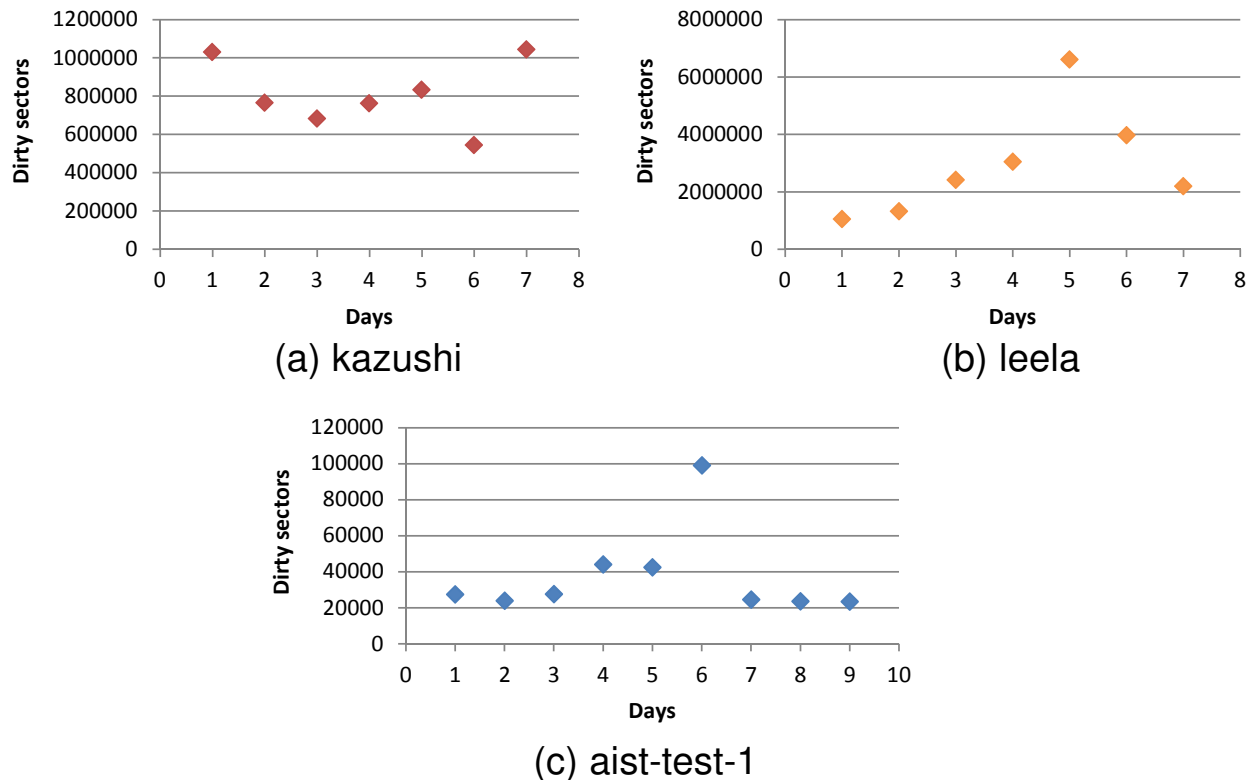 1200000
1000000
800000
600000
400000
200000
0
Dirty sectors
0 1 2 3 4 5 6 7 8
Days
(a) kazushi
8000000
6000000
4000000
2000000
0
Dirty sectors
0 1 2 3 4 5 6 7 8
Days
(b) leela
120000
100000
80000
60000
40000
20000
0
Dirty sectors
0 1 2 3 4 5 6 7 8 9 10
Days
(c) aist-test-1